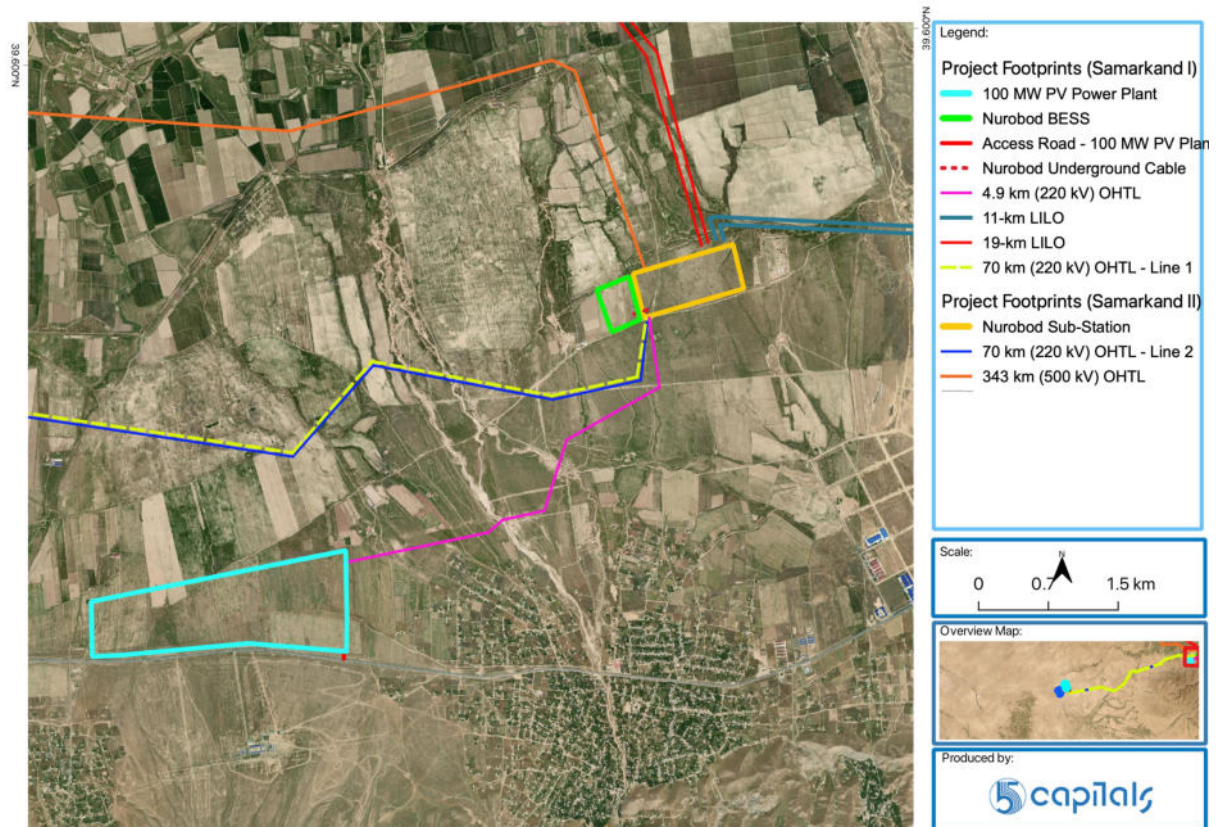 39.600°N
39.600°N
Legend:
Project Footprints (Samarkand I)
100 MW PV Power Plant
Nurobod BESS
Access Road - 100 MW PV Plan
Nurobod Underground Cable
4.9 km (220 kV) OHTL
11-km LILO
19-km LILO
70 km (220 kV) OHTL - Line 1
Project Footprints (Samarkand II)
Nurobod Sub-Station
70 km (220 kV) OHTL - Line 2
343 km (500 kV) OHTL
Scale:
N
0 0.7 1.5 km
Overview Map:
Produced by:
5 capitals